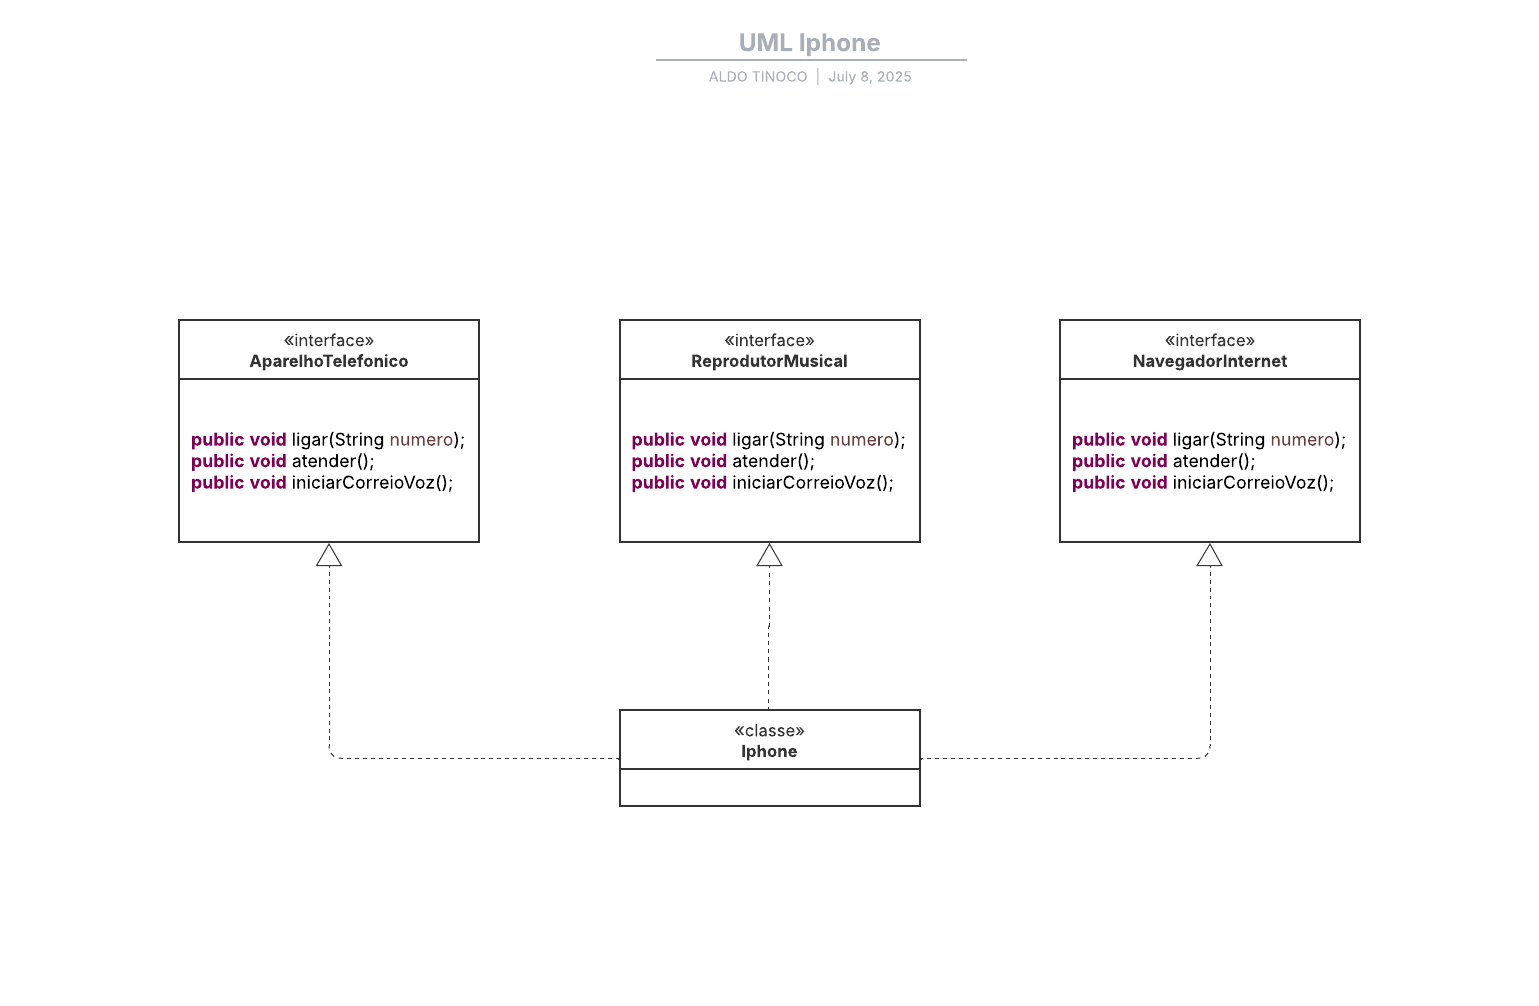 UML Iphone
ALDO TINOCO | July 8, 2025
«interface»
AparelhoTelefonico
public void ligar(String numero);
public void atender();
public void iniciarCorreioVoz();
«interface»
ReprodutorMusical
public void ligar(String numero);
public void atender();
public void iniciarCorreioVoz();
«interface»
NavegadorInternet
public void ligar(String numero);
public void atender();
public void iniciarCorreioVoz();
«classe»
Iphone